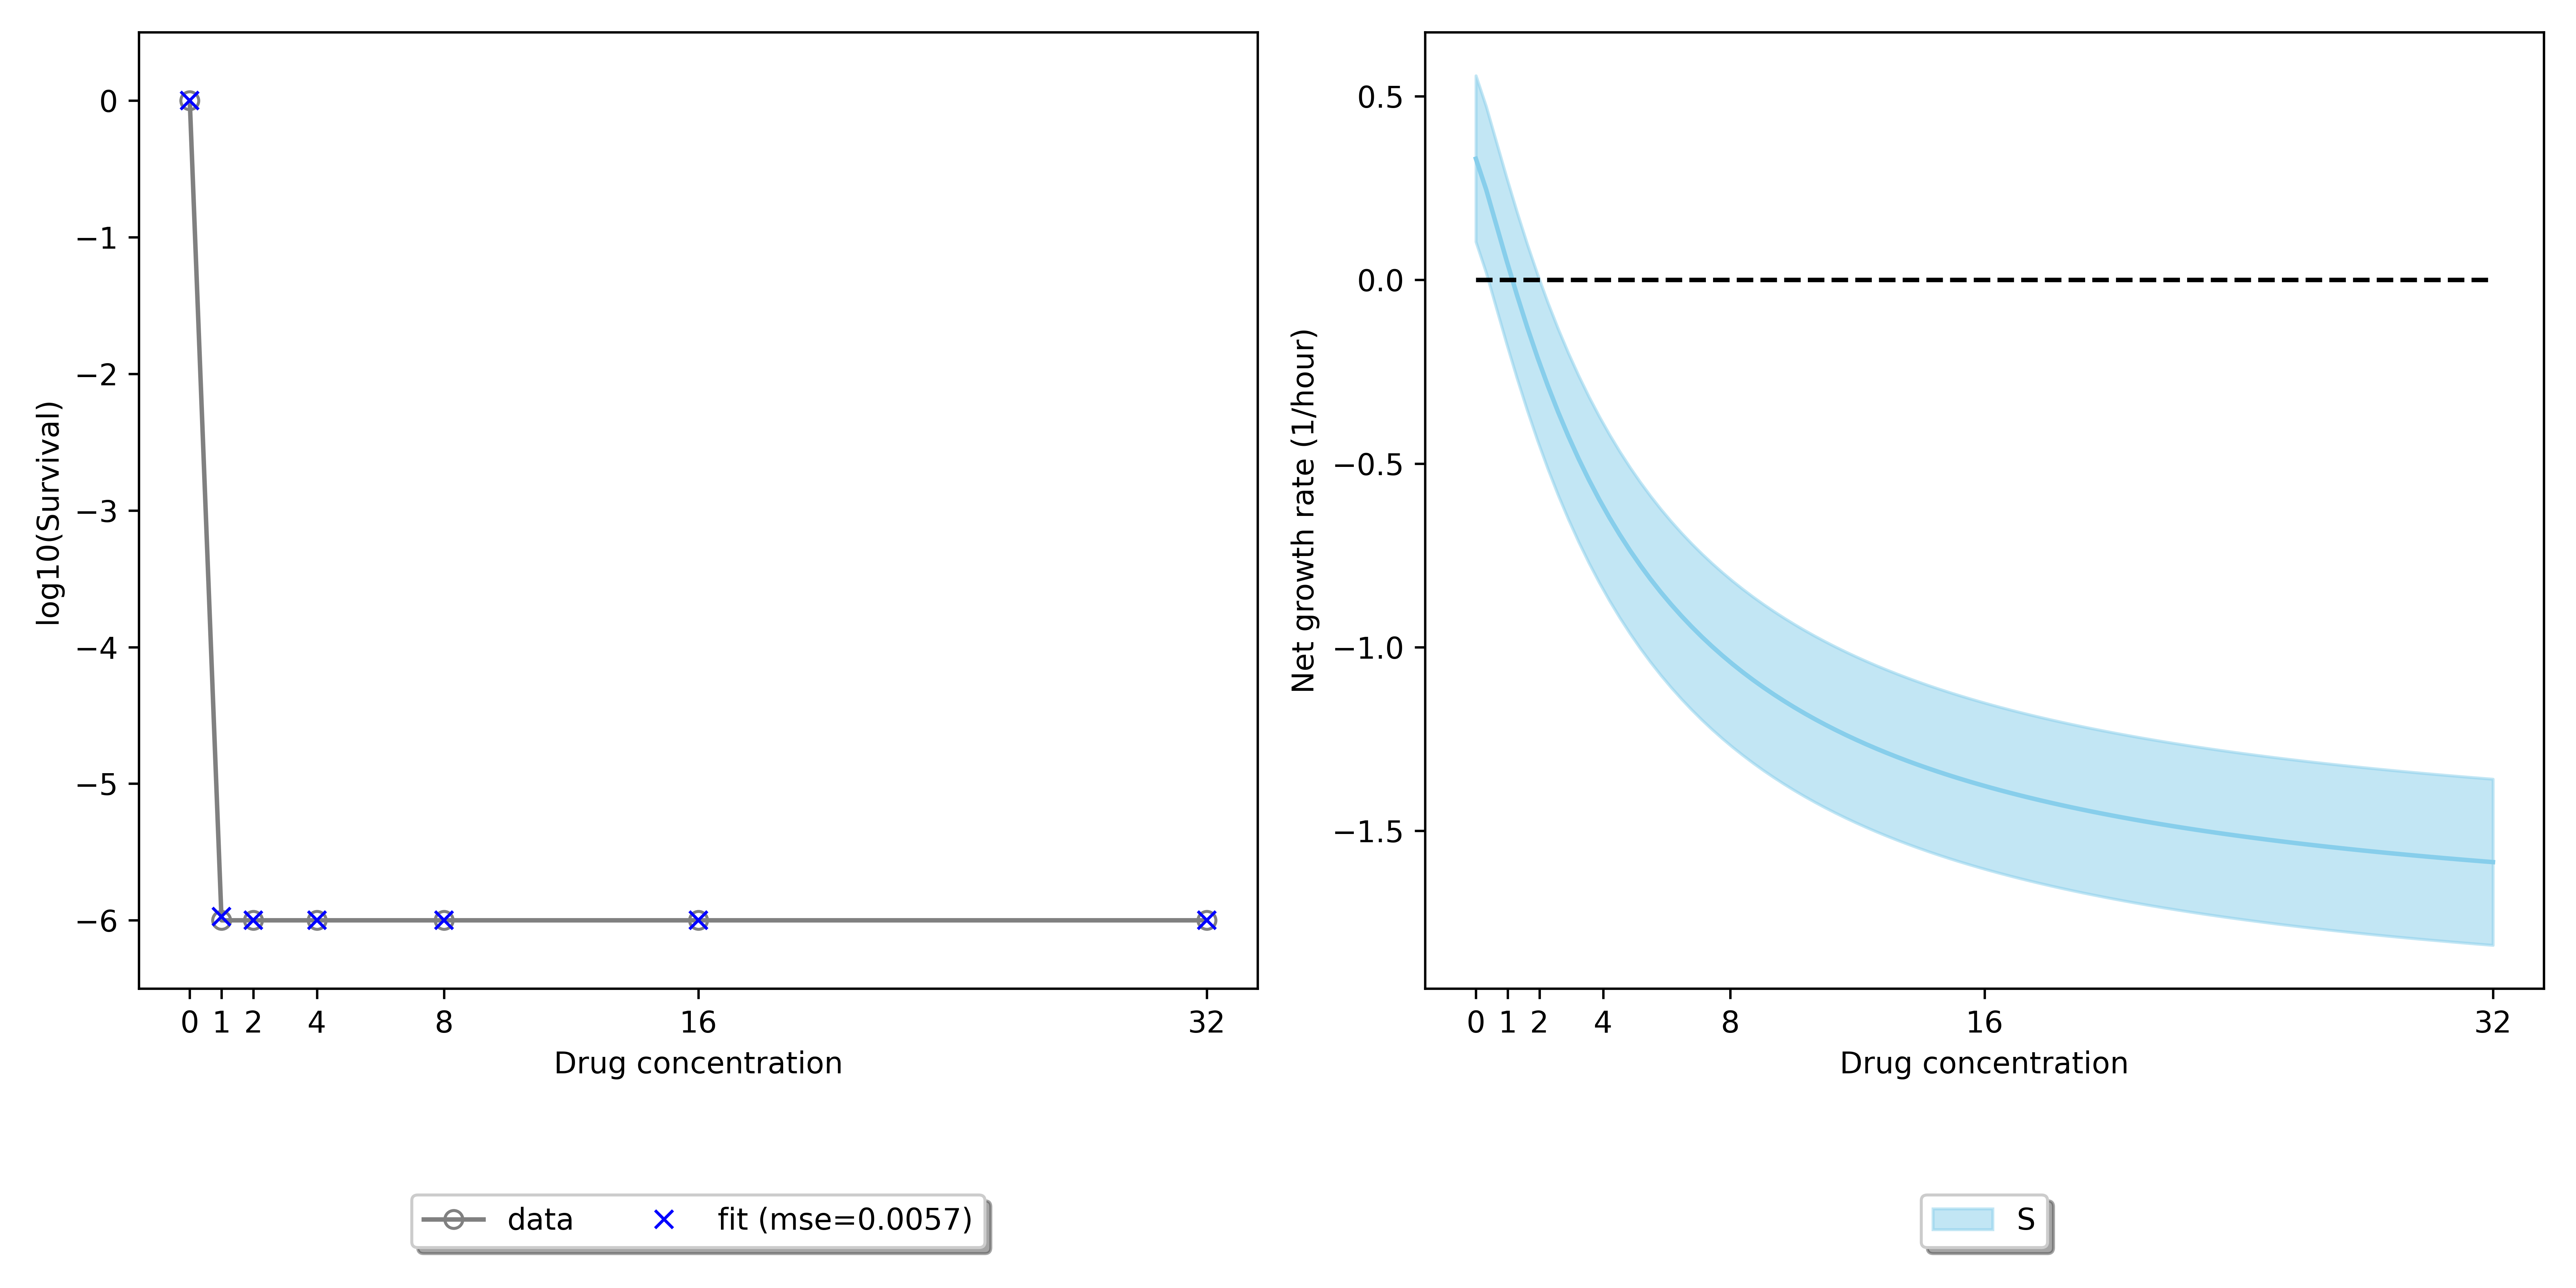 0
−1
−2
−3
−4
−5
−6
log10(Survival)
0 1 2 4 8 16 32
Drug concentration
data fit (mse=0.0057)
0.5
0.0
−0.5
−1.0
−1.5
Net growth rate (1/hour)
0 1 2 4 8 16 32
Drug concentration
S